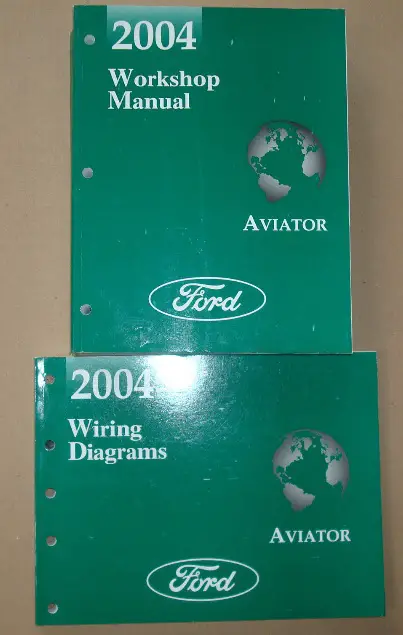 2004
Workshop
Manual
AVIATOR
Ford
2004
Wiring
Diagrams
AVIATOR
Ford